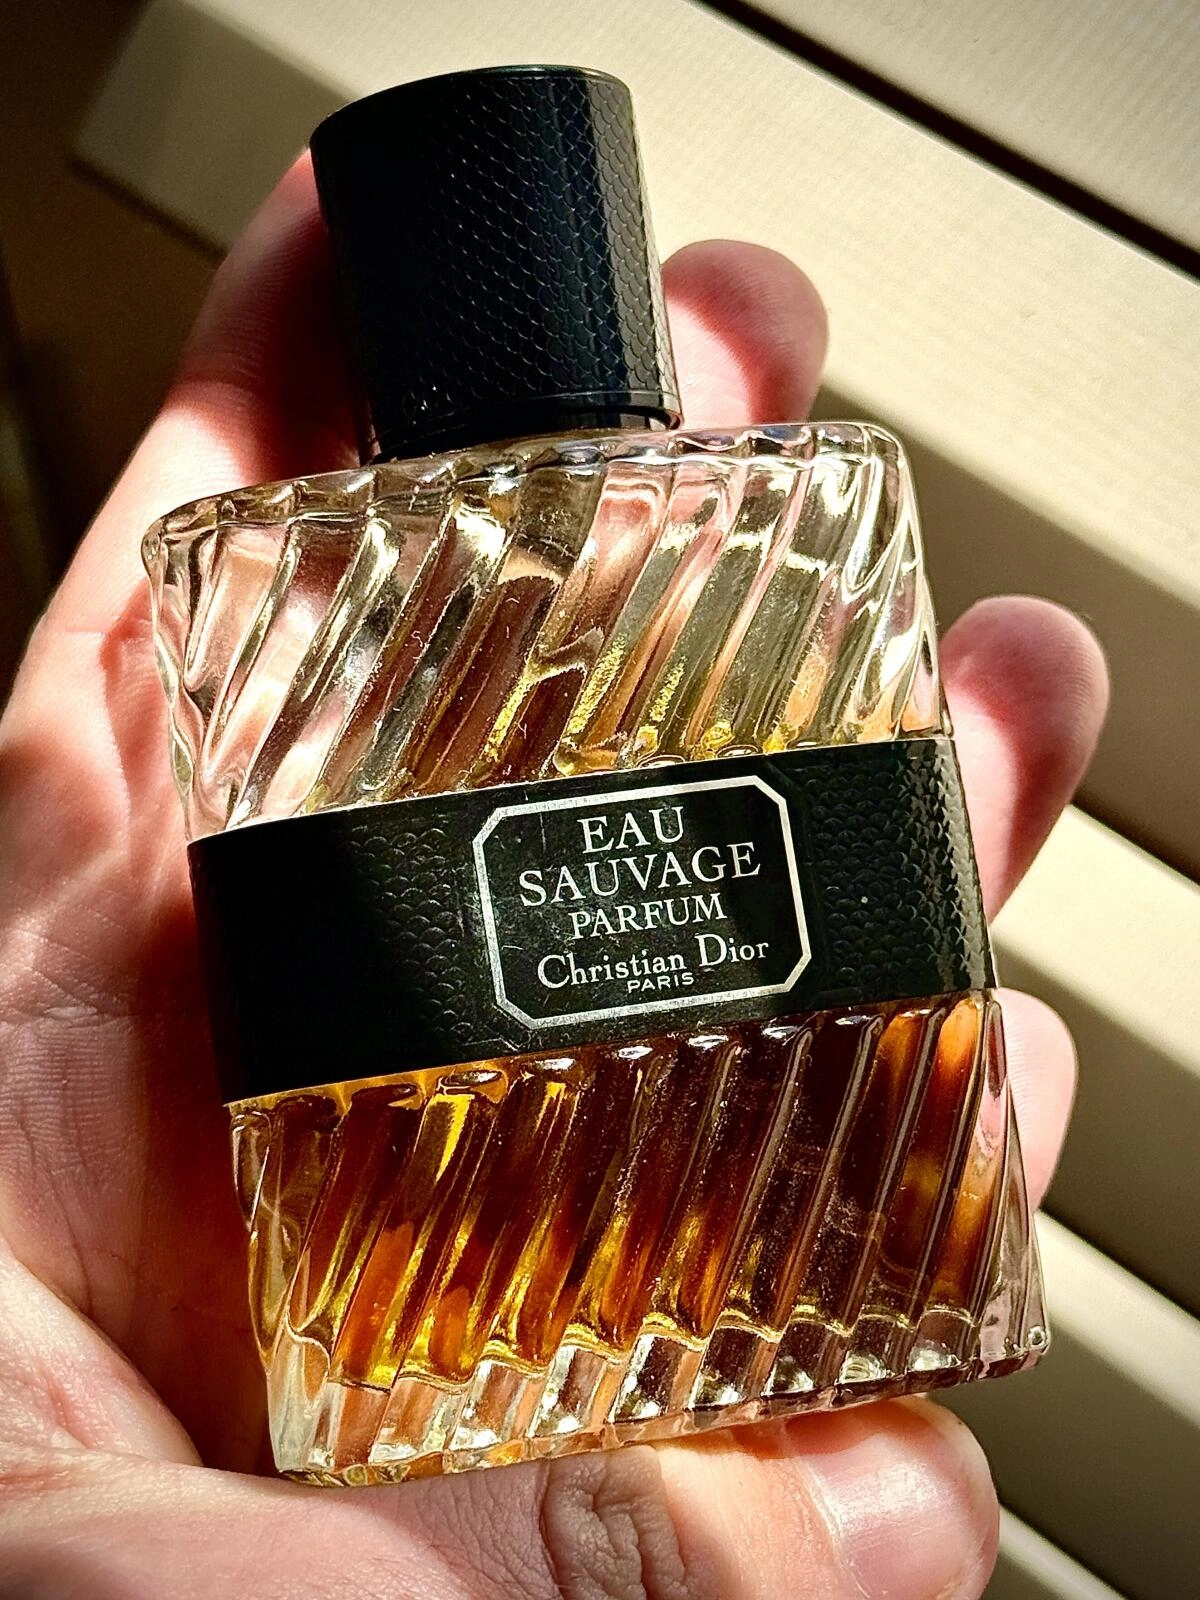 EAU
SAUVAGE
PARFUM
Christian Dior
PARIS